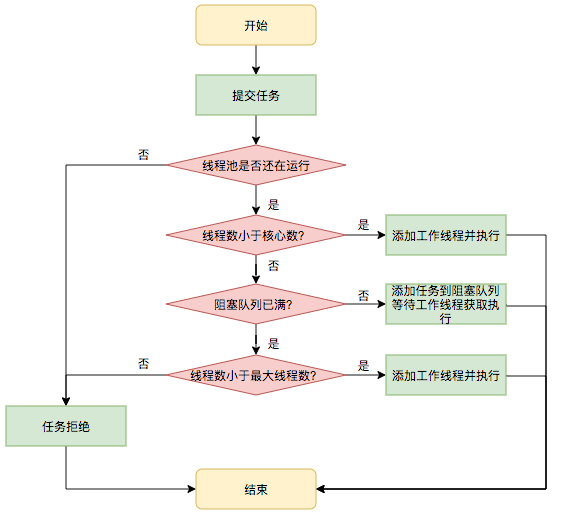 开始
提交任务
否
线程池是否还在运行
是
线程数小于核心数?
是
添加工作线程并执行
否
阻塞队列已满?
否
添加任务到阻塞队列
等待工作线程获取执
行
是
否
线程数小于最大线程数?
是
添加工作线程并执行
任务拒绝
结束